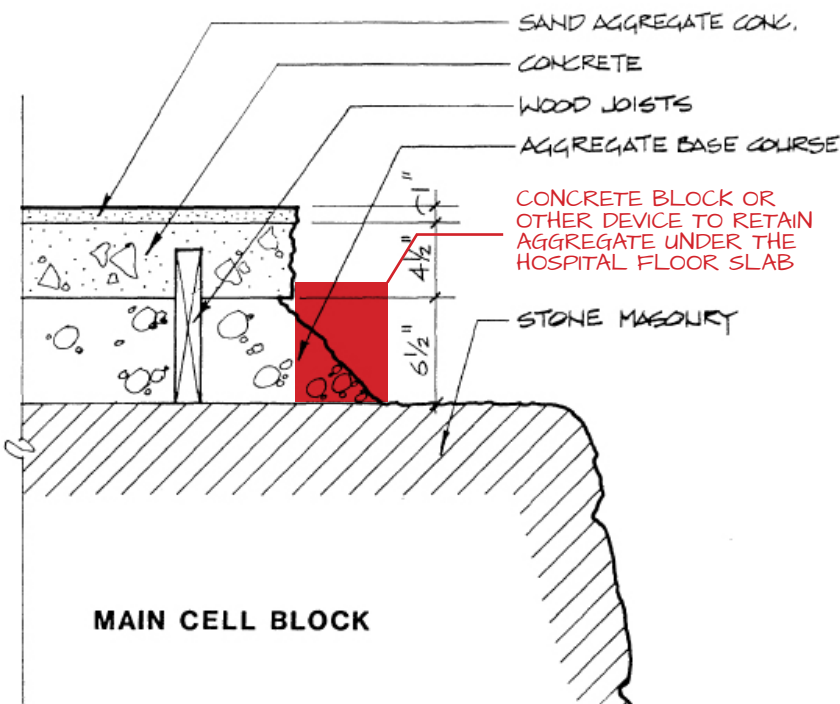 SAND AGGREGATE CONC.
CONCRETE
WOOD JOISTS
AGGREGATE BASE COURSE
1"
CONCRETE BLOCK OR
OTHER DEVICE TO RETAIN
AGGREGATE UNDER THE
HOSPITAL FLOOR SLAB
4½"
STONE MASONRY
6½"
MAIN CELL BLOCK